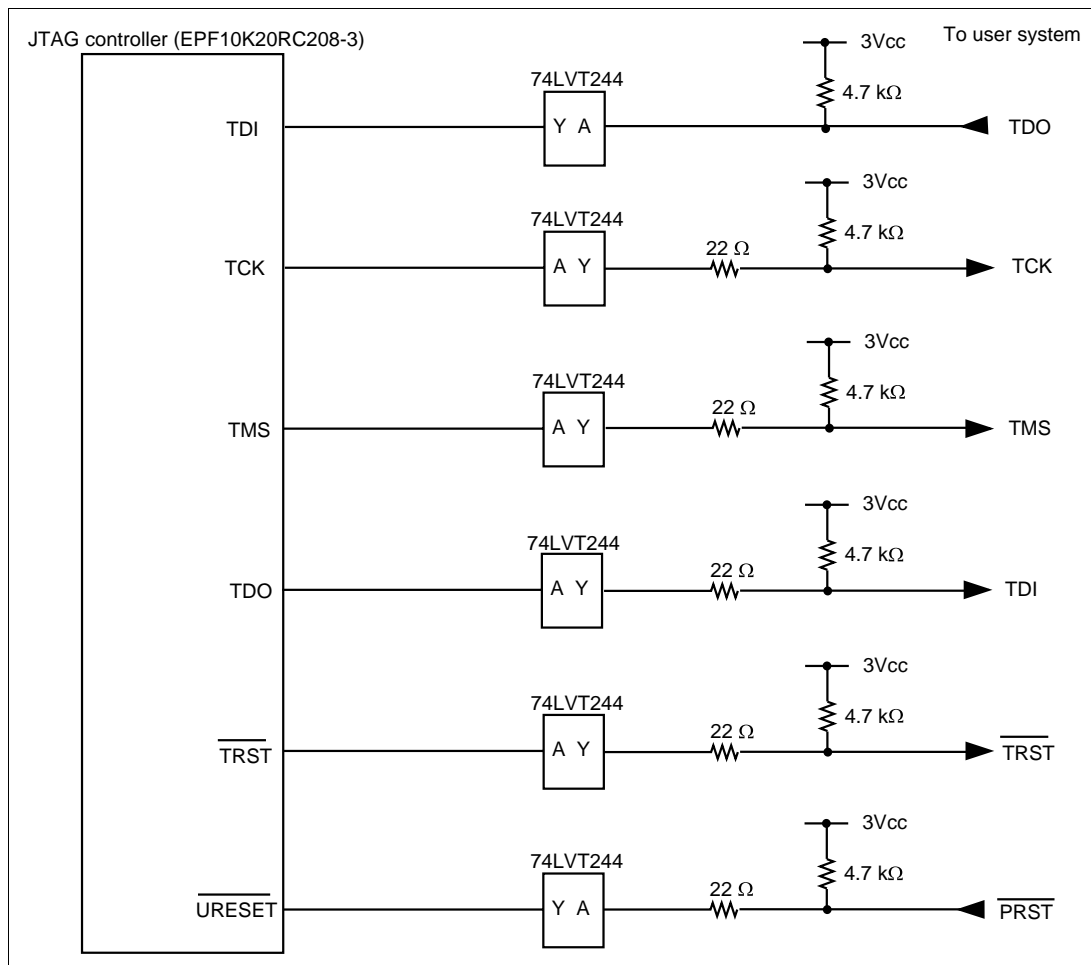 JTAG controller (EPF10K20RC208-3)
To user system
3Vcc
74LVT244
4.7 kΩ
TDI
Y A
TDO
3Vcc
74LVT244
4.7 kΩ
22 Ω
TCK
A Y
TCK
3Vcc
74LVT244
4.7 kΩ
22 Ω
TMS
A Y
TMS
3Vcc
74LVT244
4.7 kΩ
22 Ω
TDO
A Y
TDI
3Vcc
74LVT244
4.7 kΩ
22 Ω
TRST
A Y
TRST
3Vcc
74LVT244
4.7 kΩ
22 Ω
URESET
Y A
PRST